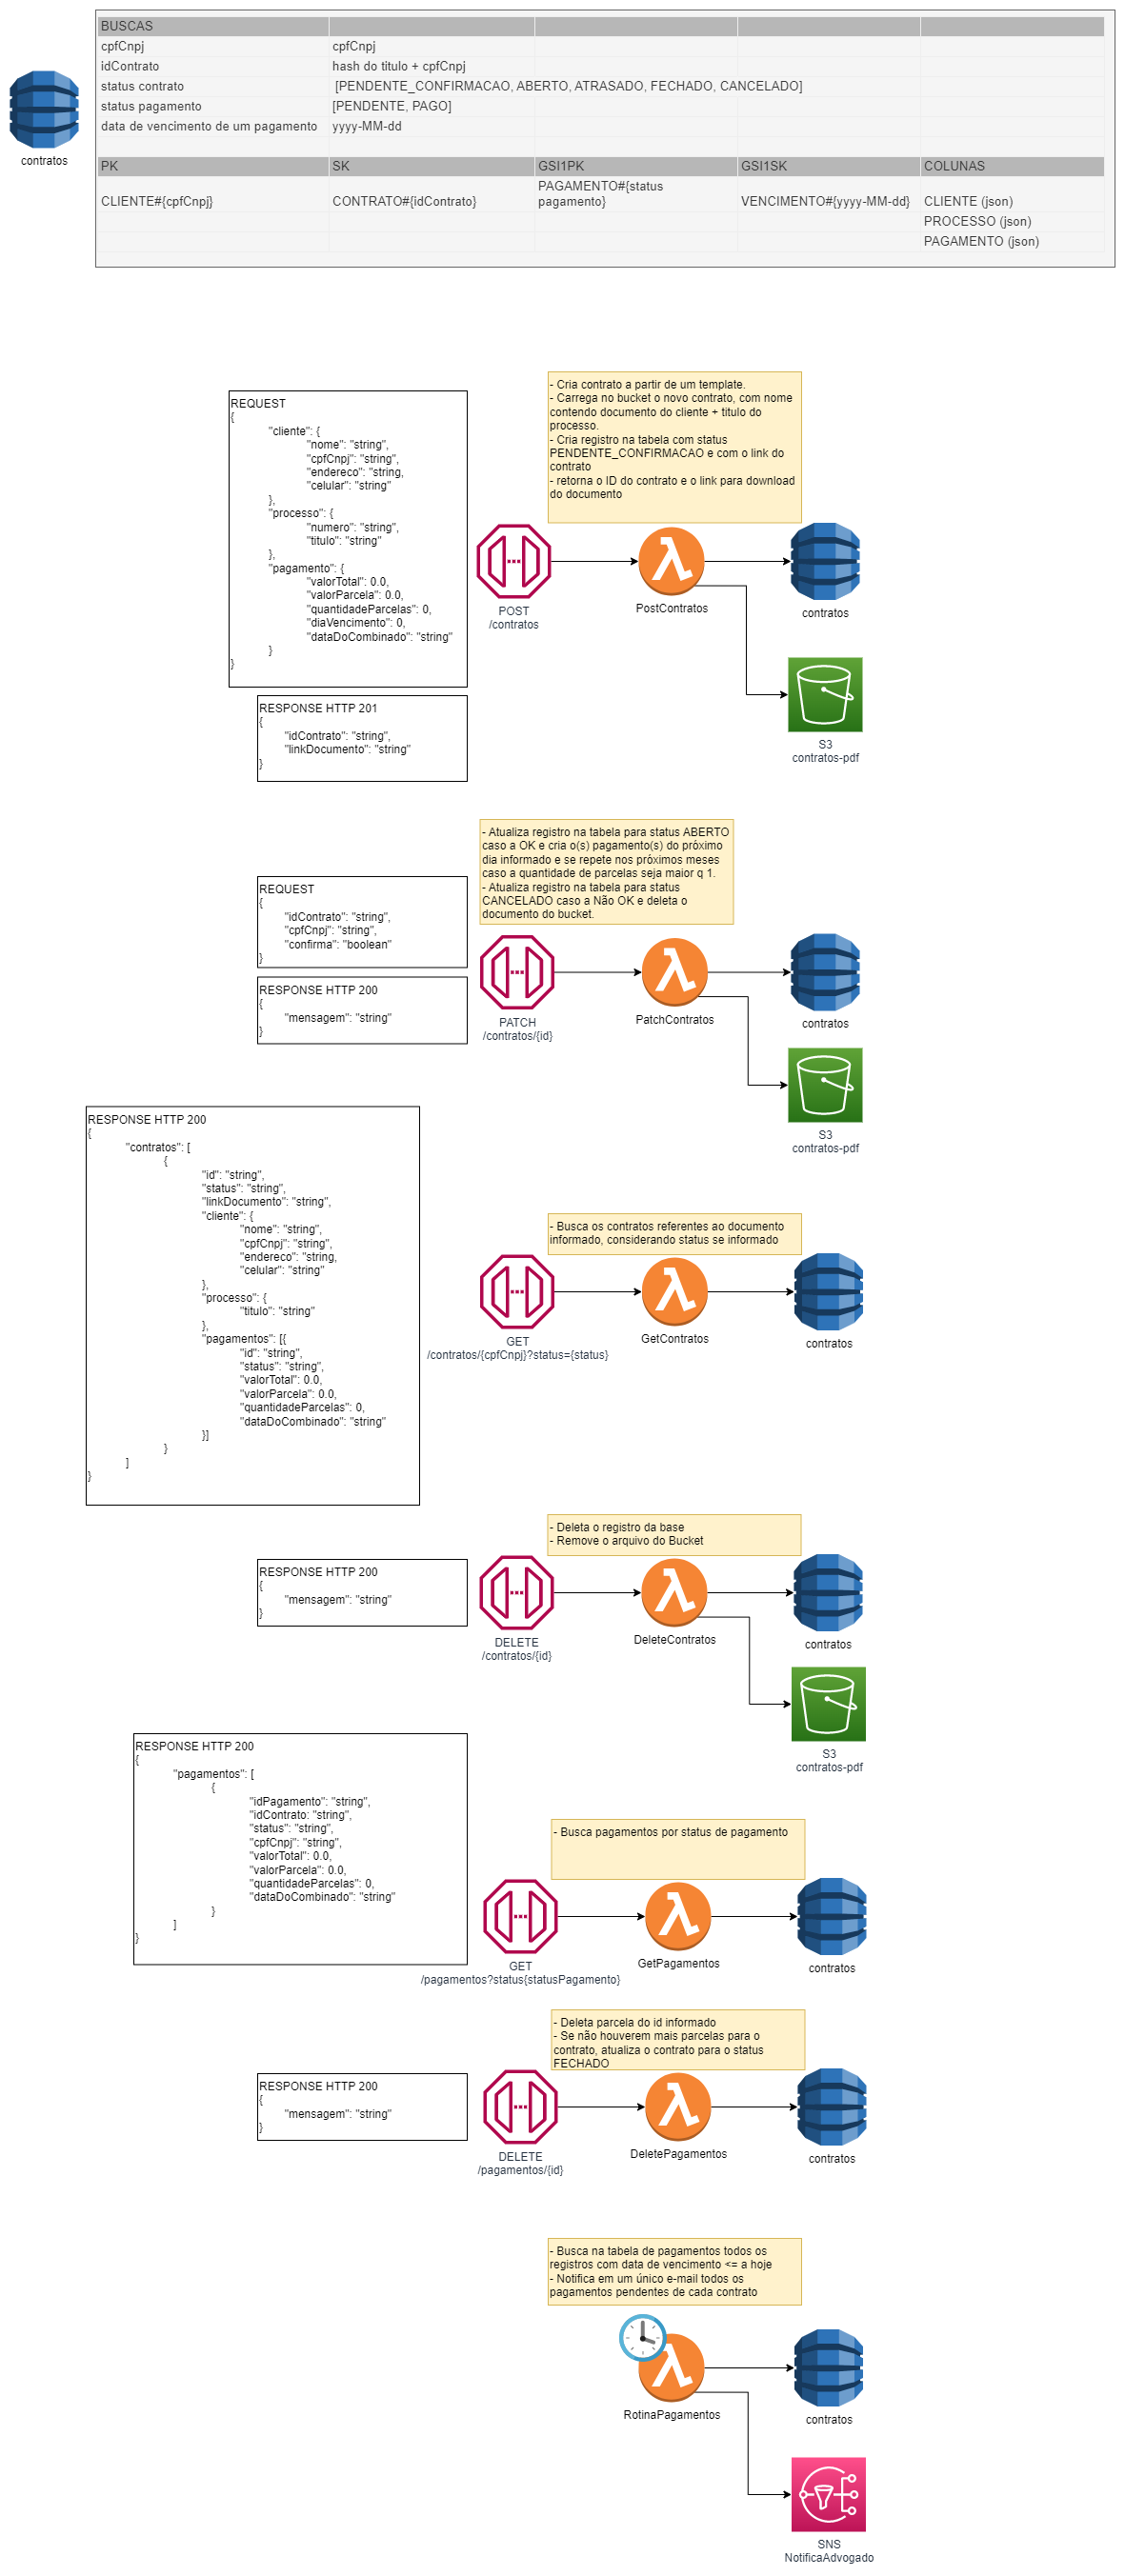 BUSCAS
cpfCnpj cpfCnpj
idContrato hash do titulo + cpfCnpj
status contrato [PENDENTE_CONFIRMACAO, ABERTO, ATRASADO, FECHADO, CANCELADO]
status pagamento [PENDENTE, PAGO]
data de vencimento de um pagamento yyyy-MM-dd
contratos
PK SK GSI1PK GSI1SK COLUNAS
PAGAMENTO#{status
CLIENTE#{cpfCnpj} CONTRATO#{idContrato} pagamento} VENCIMENTO#{yyyy-MM-dd} CLIENTE (json)
PROCESSO (json)
PAGAMENTO (json)
- Cria contrato a partir de um template.
- Carrega no bucket o novo contrato, com nome
contendo documento do cliente + titulo do
processo.
- Cria registro na tabela com status
PENDENTE_CONFIRMACAO e com o link do
contrato
- retorna o ID do contrato e o link para download
do documento
REQUEST
{
"cliente": {
"nome": "string",
"cpfCnpj": "string",
"endereco": "string,
"celular": "string"
},
"processo": {
"numero": "string",
"titulo": "string"
},
"pagamento": {
"valorTotal": 0.0,
"valorParcela": 0.0,
"quantidadeParcelas": 0,
"diaVencimento": 0,
"dataDoCombinado": "string"
}
}
POST
/contratos
PostContratos
contratos
RESPONSE HTTP 201
{
"idContrato": "string",
"linkDocumento": "string"
}
S3
contratos-pdf
- Atualiza registro na tabela para status ABERTO
caso a OK e cria o(s) pagamento(s) do próximo
dia informado e se repete nos próximos meses
caso a quantidade de parcelas seja maior q 1.
- Atualiza registro na tabela para status
CANCELADO caso a Não OK e deleta o
documento do bucket.
REQUEST
{
"idContrato": "string",
"cpfCnpj": "string",
"confirma": "boolean"
}
RESPONSE HTTP 200
{
"mensagem": "string"
}
PATCH
/contratos/{id}
PatchContratos
contratos
S3
contratos-pdf
RESPONSE HTTP 200
{
"contratos": [
{
"id": "string",
"status": "string",
"linkDocumento": "string",
"cliente": {
"nome": "string",
"cpfCnpj": "string",
"endereco": "string,
"celular": "string"
},
"processo": {
"titulo": "string"
},
"pagamentos": [{
"id": "string",
"status": "string",
"valorTotal": 0.0,
"valorParcela": 0.0,
"quantidadeParcelas": 0,
"dataDoCombinado": "string"
}]
}
]
}
- Busca os contratos referentes ao documento
informado, considerando status se informado
GET
/contratos/{cpfCnpj}?status={status}
GetContratos
contratos
- Deleta o registro da base
- Remove o arquivo do Bucket
RESPONSE HTTP 200
{
"mensagem": "string"
}
DELETE
/contratos/{id}
DeleteContratos
contratos
S3
contratos-pdf
RESPONSE HTTP 200
{
"pagamentos": [
{
"idPagamento": "string",
"idContrato: "string",
"status": "string",
"cpfCnpj": "string",
"valorTotal": 0.0,
"valorParcela": 0.0,
"quantidadeParcelas": 0,
"dataDoCombinado": "string"
}
]
}
- Busca pagamentos por status de pagamento
GET
/pagamentos?status{statusPagamento}
GetPagamentos
contratos
- Deleta parcela do id informado
- Se não houverem mais parcelas para o
contrato, atualiza o contrato para o status
FECHADO
RESPONSE HTTP 200
{
"mensagem": "string"
}
DELETE
/pagamentos/{id}
DeletePagamentos
contratos
- Busca na tabela de pagamentos todos os
registros com data de vencimento <= a hoje
- Notifica em um único e-mail todos os
pagamentos pendentes de cada contrato
RotinaPagamentos
contratos
SNS
NotificaAdvogado